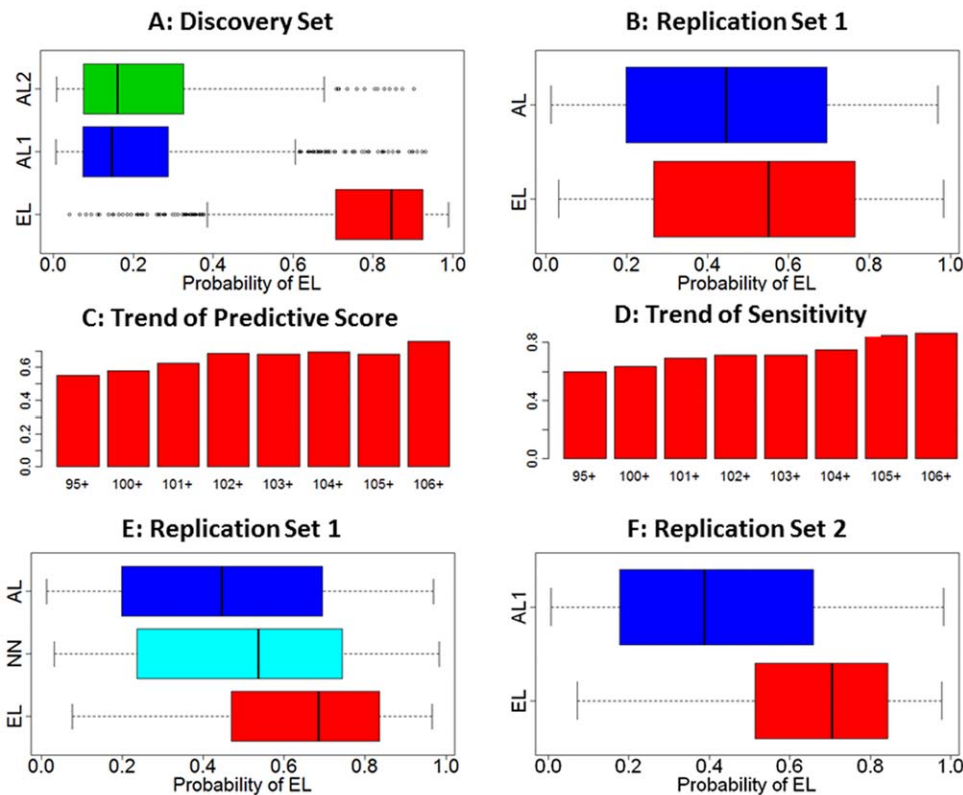 A: Discovery Set
AL2
AL1
EL
0.0 0.2 0.4 0.6 0.8 1.0
Probability of EL
B: Replication Set 1
AL
EL
0.0 0.2 0.4 0.6 0.8 1.0
Probability of EL
C: Trend of Predictive Score
0.6
0.4
0.2
0.0
95+ 100+ 101+ 102+ 103+ 104+ 105+ 106+
D: Trend of Sensitivity
0.8
0.4
0.0
95+ 100+ 101+ 102+ 103+ 104+ 105+ 106+
E: Replication Set 1
AL
NN
EL
0.0 0.2 0.4 0.6 0.8 1.0
Probability of EL
F: Replication Set 2
AL1
EL
0.0 0.2 0.4 0.6 0.8 1.0
Probability of EL